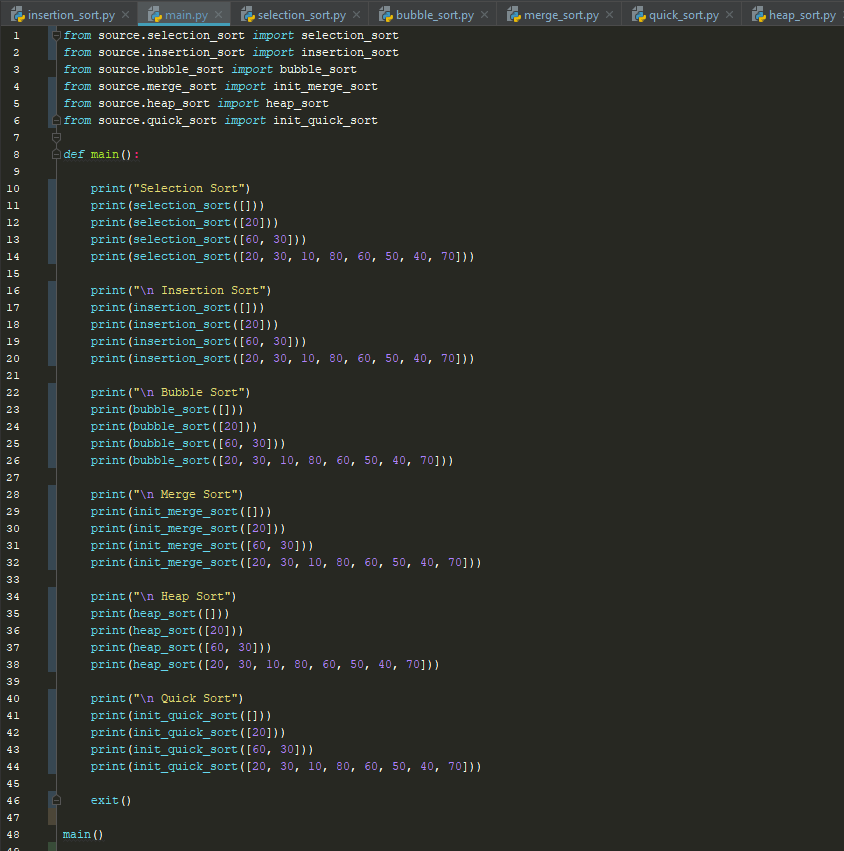 insertion_sort.py main.py selection_sort.py bubble_sort.py merge_sort.py quick_sort.py heap_sort.py
1 from source.selection_sort import selection_sort
2 from source.insertion_sort import insertion_sort
3 from source.bubble_sort import bubble_sort
4 from source.merge_sort import init_merge_sort
5 from source.heap_sort import heap_sort
6 from source.quick_sort import init_quick_sort
7
8 def main():
9
10 print("Selection Sort")
11 print(selection_sort([]))
12 print(selection_sort([20]))
13 print(selection_sort([60, 30]))
14 print(selection_sort([20, 30, 10, 80, 60, 50, 40, 70]))
15
16 print("\n Insertion Sort")
17 print(insertion_sort([]))
18 print(insertion_sort([20]))
19 print(insertion_sort([60, 30]))
20 print(insertion_sort([20, 30, 10, 80, 60, 50, 40, 70]))
21
22 print("\n Bubble Sort")
23 print(bubble_sort([]))
24 print(bubble_sort([20]))
25 print(bubble_sort([60, 30]))
26 print(bubble_sort([20, 30, 10, 80, 60, 50, 40, 70]))
27
28 print("\n Merge Sort")
29 print(init_merge_sort([]))
30 print(init_merge_sort([20]))
31 print(init_merge_sort([60, 30]))
32 print(init_merge_sort([20, 30, 10, 80, 60, 50, 40, 70]))
33
34 print("\n Heap Sort")
35 print(heap_sort([]))
36 print(heap_sort([20]))
37 print(heap_sort([60, 30]))
38 print(heap_sort([20, 30, 10, 80, 60, 50, 40, 70]))
39
40 print("\n Quick Sort")
41 print(init_quick_sort([]))
42 print(init_quick_sort([20]))
43 print(init_quick_sort([60, 30]))
44 print(init_quick_sort([20, 30, 10, 80, 60, 50, 40, 70]))
45
46 exit()
47
48 main()